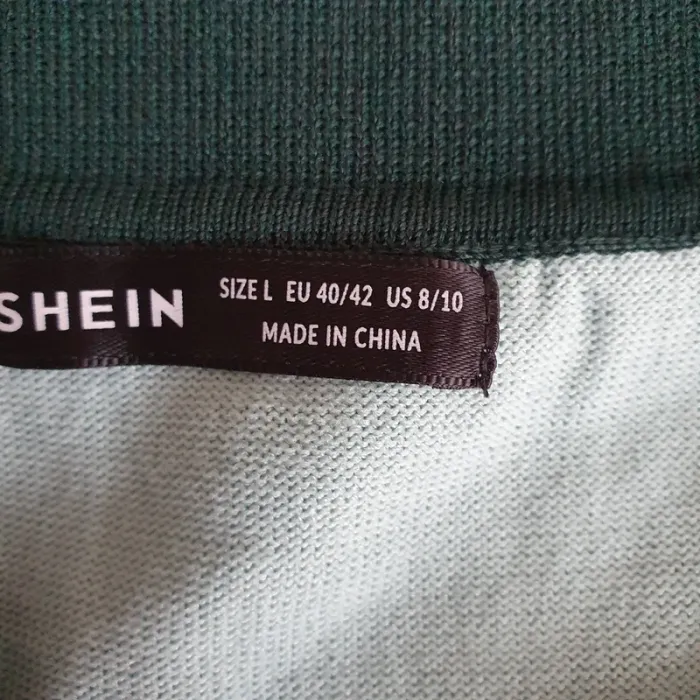 SHEIN
SIZE L EU 40/42 US 8/10
MADE IN CHINA